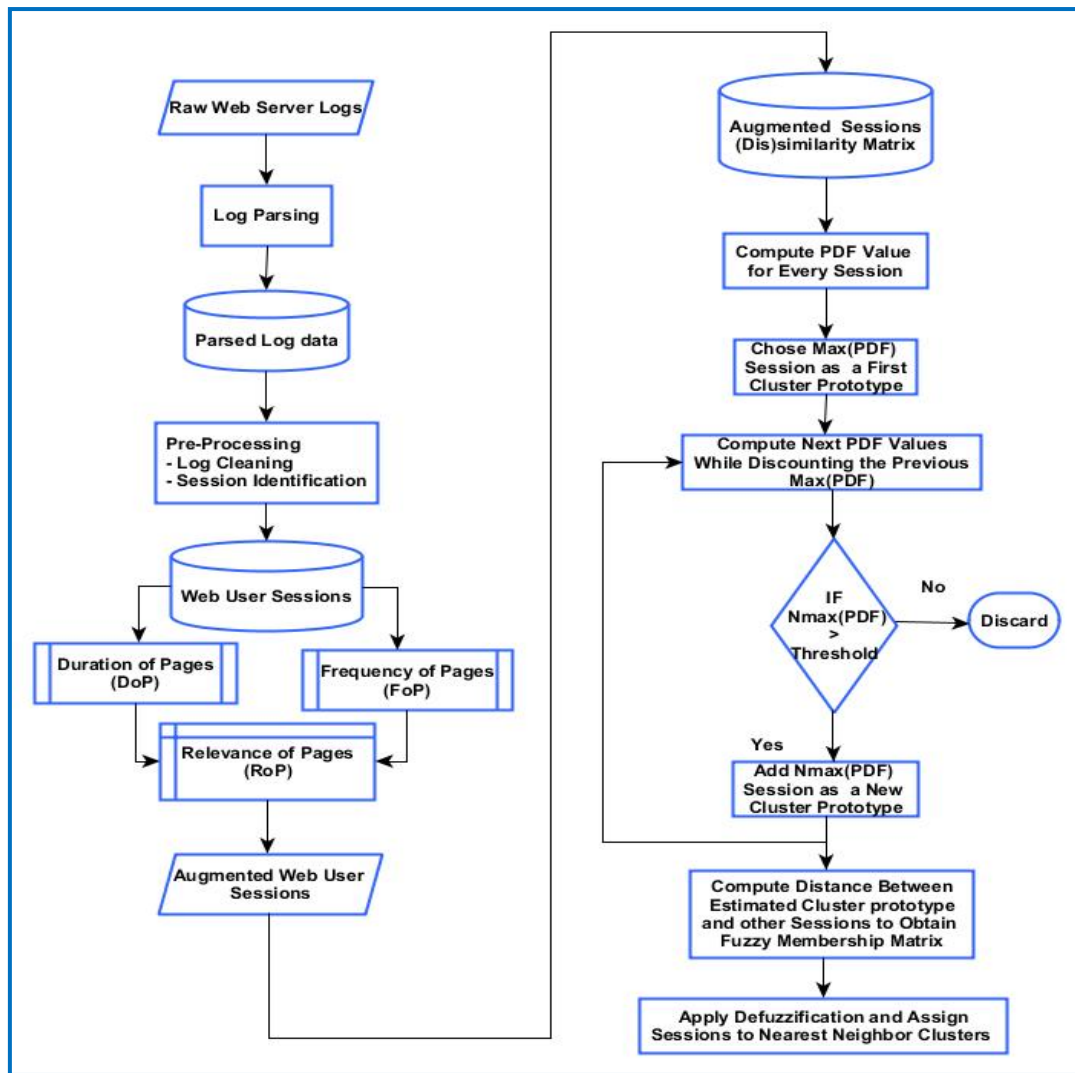 Raw Web Server Logs
Log Parsing
Parsed Log data
Pre-Processing
- Log Cleaning
- Session Identification
Web User Sessions
Duration of Pages
(DoP)
Frequency of Pages
(FoP)
Relevance of Pages
(RoP)
Augmented Web User
Sessions
Augmented Sessions
(Dis)similarity Matrix
Compute PDF Value
for Every Session
Chose Max(PDF)
Session as a First
Cluster Prototype
Compute Next PDF Values
While Discounting the Previous
Max(PDF)
IF
Nmax(PDF)
>
Threshold
No
Discard
Yes
Add Nmax(PDF)
Session as a New
Cluster Prototype
Compute Distance Between
Estimated Cluster prototype
and other Sessions to Obtain
Fuzzy Membership Matrix
Apply Defuzzification and Assign
Sessions to Nearest Neighbor Clusters